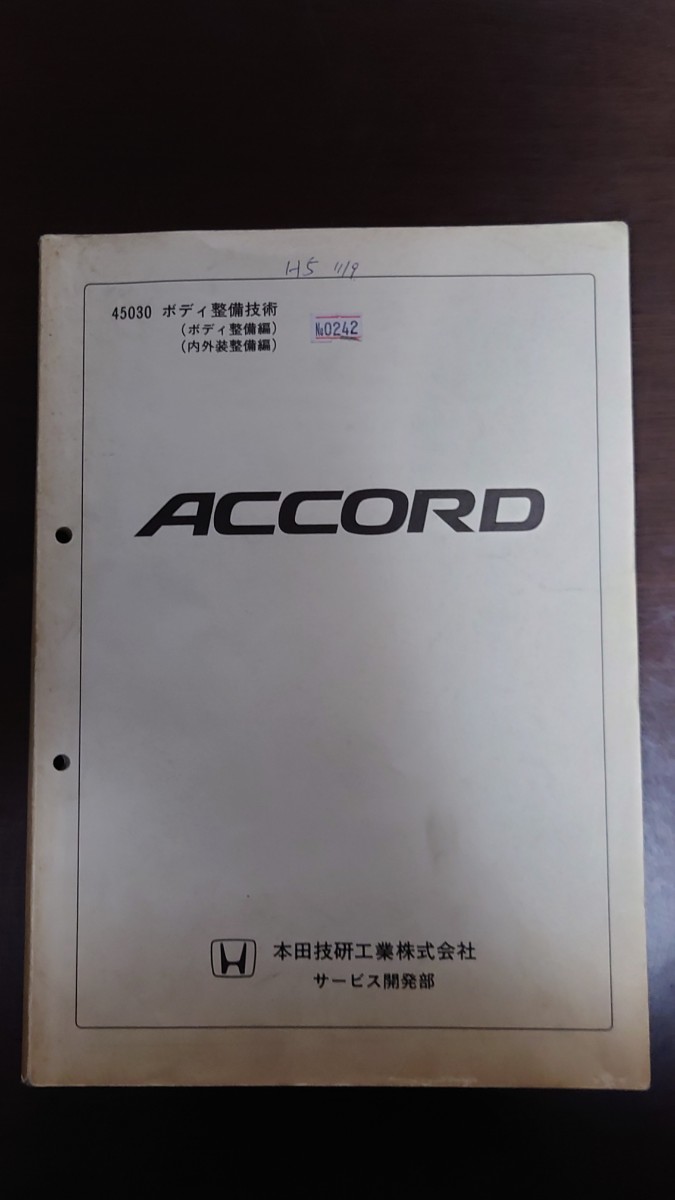 H5 11/9
45030 ボディ整備技術
(ボディ整備編)
(内外装整備編)
№0242
ACCORD
本田技研工業株式会社
サービス開発部